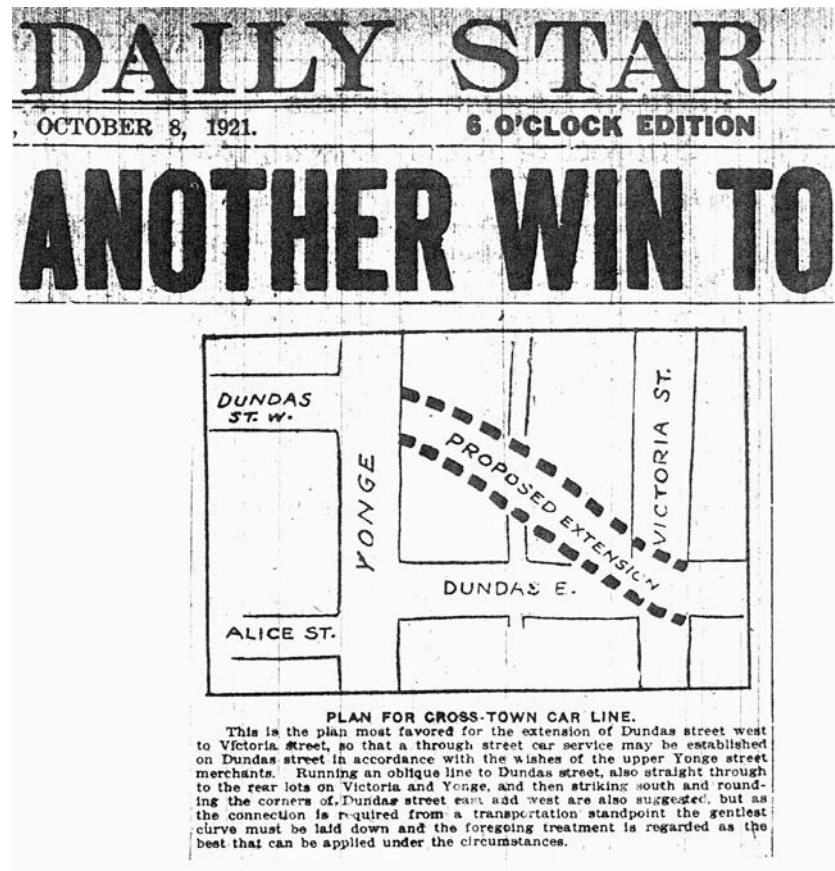 DAILY STAR
, OCTOBER 8, 1921.
6 O'CLOCK EDITION
ANOTHER WIN TO
DUNDAS
ST. W.
YONGE
PROPOSED EXTENSION
VICTORIA ST.
DUNDAS E.
ALICE ST.
PLAN FOR CROSS-TOWN CAR LINE.
This is the plan most favored for the extension of Dundas street west
to Victoria street, so that a through street car service may be established
on Dundas street in accordance with the wishes of the upper Yonge street
merchants. Running an oblique line to Dundas street, also straight through
to the rear lots on Victoria and Yonge, and then striking south and round-
ing the corners of Dundas street east and west are also suggested, but as
the connection is required from a transportation standpoint the gentlest
curve must be laid down and the foregoing treatment is regarded as the
best that can be applied under the circumstances.